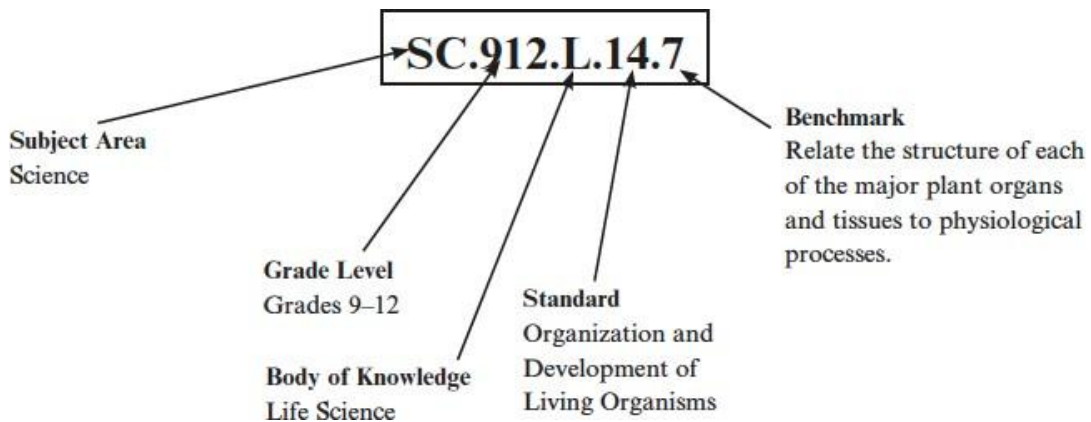 SC.912.L.14.7
Subject Area
Science
Grade Level
Grades 9–12
Body of Knowledge
Life Science
Standard
Organization and
Development of
Living Organisms
Benchmark
Relate the structure of each
of the major plant organs
and tissues to physiological
processes.